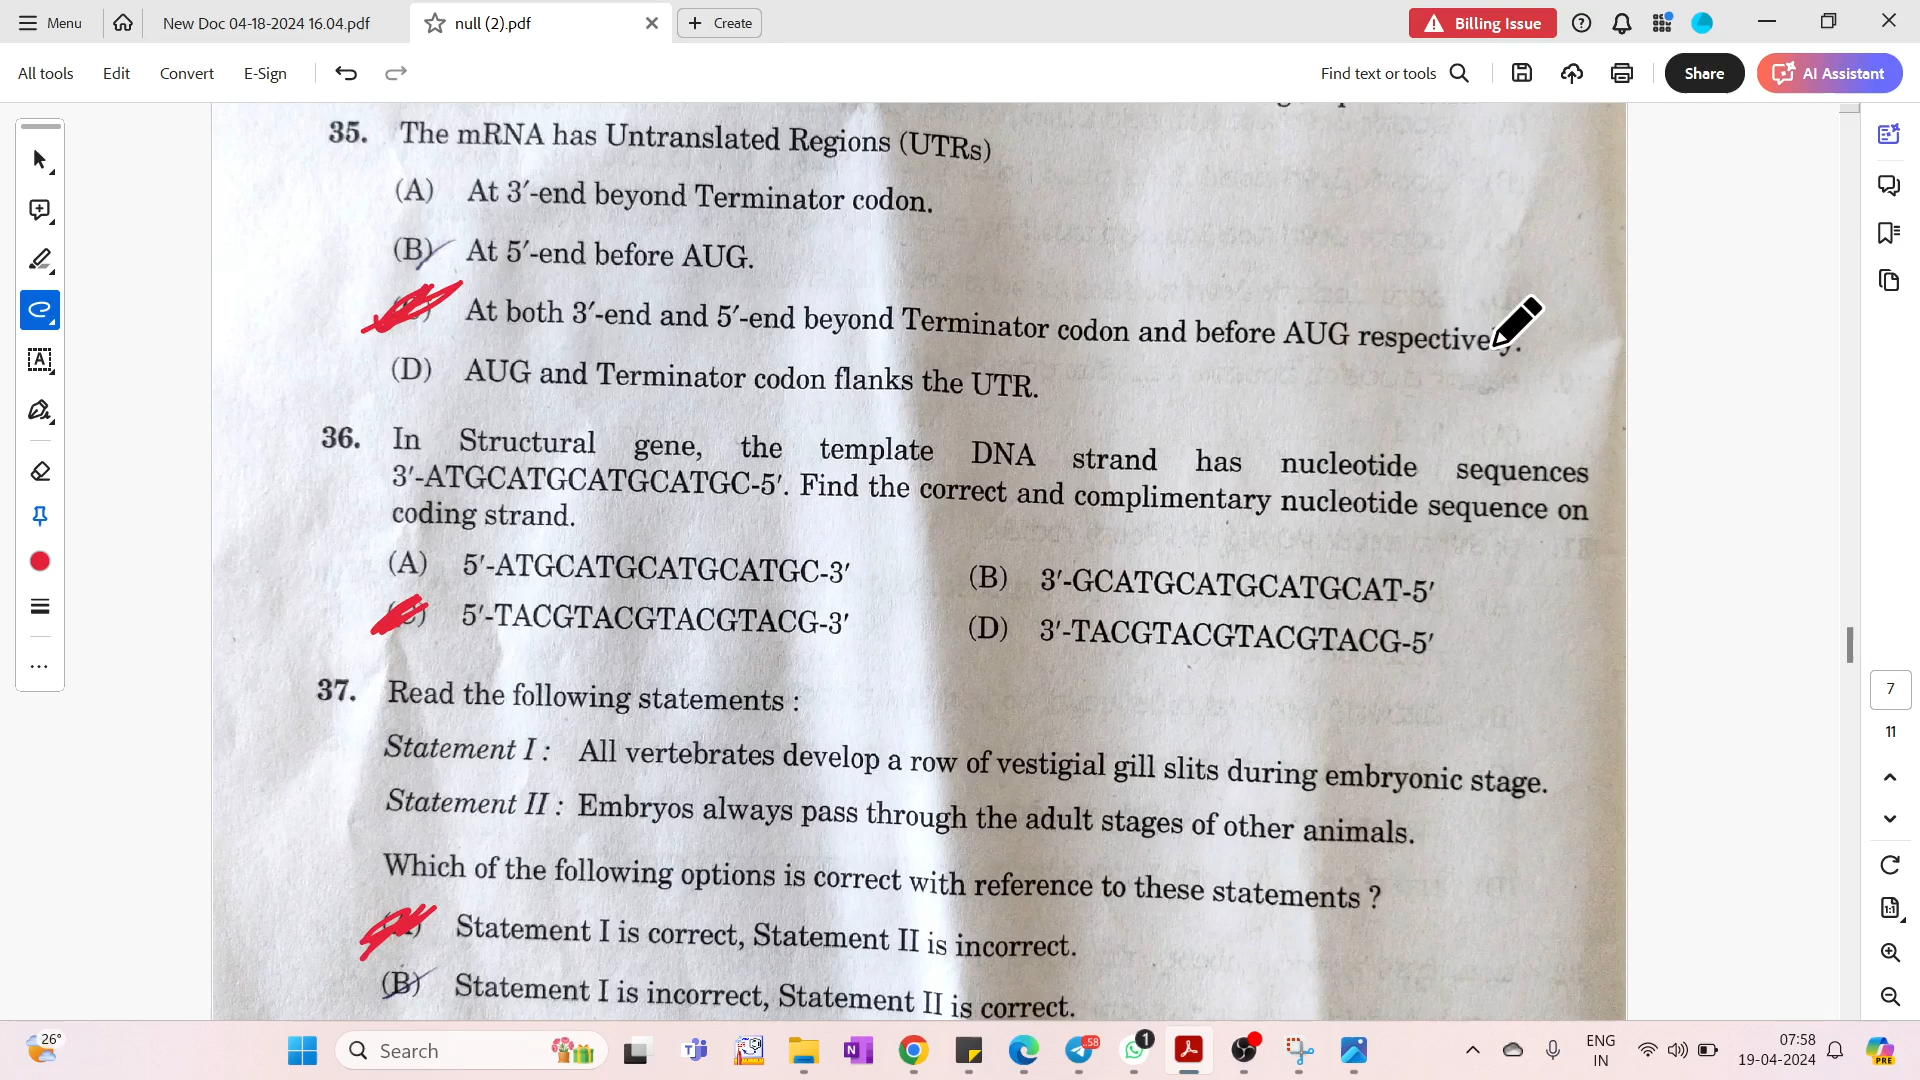 Menu
New Doc 04-18-2024 16.04.pdf
null (2).pdf
Create
Billing Issue
All tools
Edit
Convert
E-Sign
Find text or tools
Share
AI Assistant
35. The mRNA has Untranslated Regions (UTRs)
(A) At 3′-end beyond Terminator codon.
(B) At 5′-end before AUG.
At both 3′-end and 5′-end beyond Terminator codon and before AUG
(D) AUG and Terminator codon flanks the UTR.
36. In Structural gene, the template DNA strand has nucleotide sequences
3′-ATGCATGCATGCATGC-5′. Find the correct and complimentary nucleotide sequence on
coding strand.
(A) 5′-ATGCATGCATGCATGC-3′ (B) 3′-GCATGCATGCATGCAT-5′
5′-TACGTACGTACGTACG-3′ (D) 3′-TACGTACGTACGTACG-5′
37. Read the following statements :
Statement I : All vertebrates develop a row of vestigial gill slits during embryonic stage.
Statement II : Embryos always pass through the adult stages of other animals.
Which of the following options is correct with reference to these statements ?
Statement I is correct, Statement II is incorrect.
(B) Statement I is incorrect, Statement II is correct.
7
11
1:1
26°
Search
58
1
ENG
IN
07:58
19-04-2024
PRE